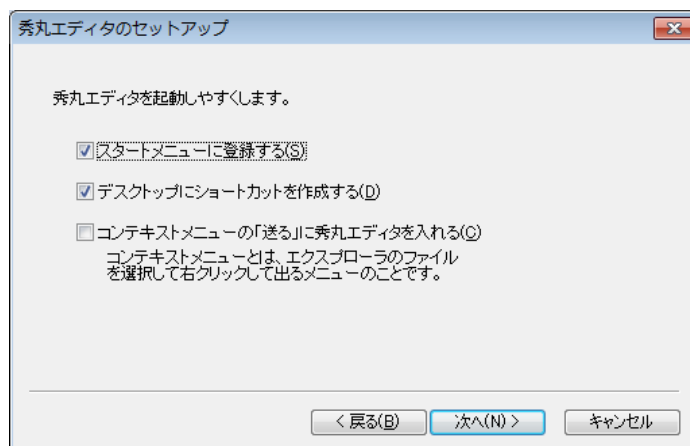 秀丸エディタのセットアップ
秀丸エディタを起動しやすくします。
スタートメニューに登録する(S)
デスクトップにショートカットを作成する(D)
コンテキストメニューの「送る」に秀丸エディタを入れる(C)
コンテキストメニューとは、エクスプローラのファイル
を選択して右クリックして出るメニューのことです。
< 戻る(B)
次へ(N) >
キャンセル